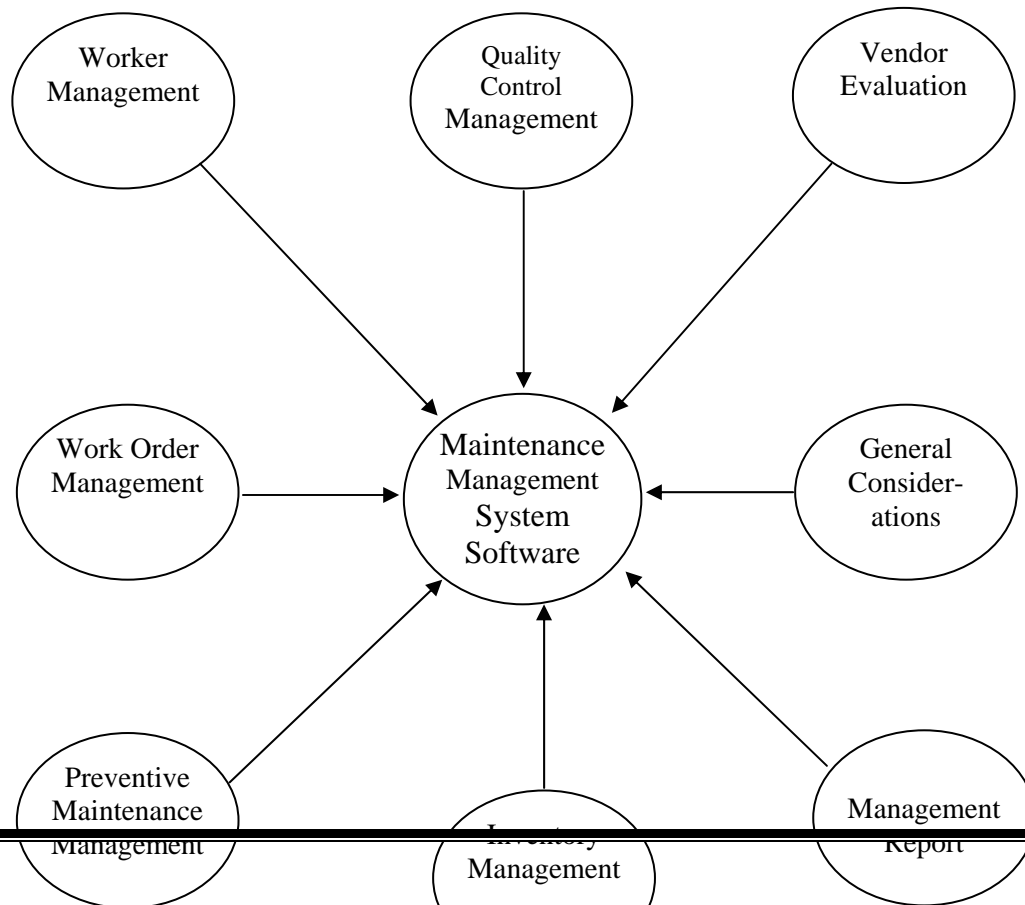 Worker
Management
Quality
Control
Management
Vendor
Evaluation
Work Order
Management
Maintenance
Management
System
Software
General
Consider-
ations
Preventive
Maintenance
Management
Inventory
Management
Management
Report